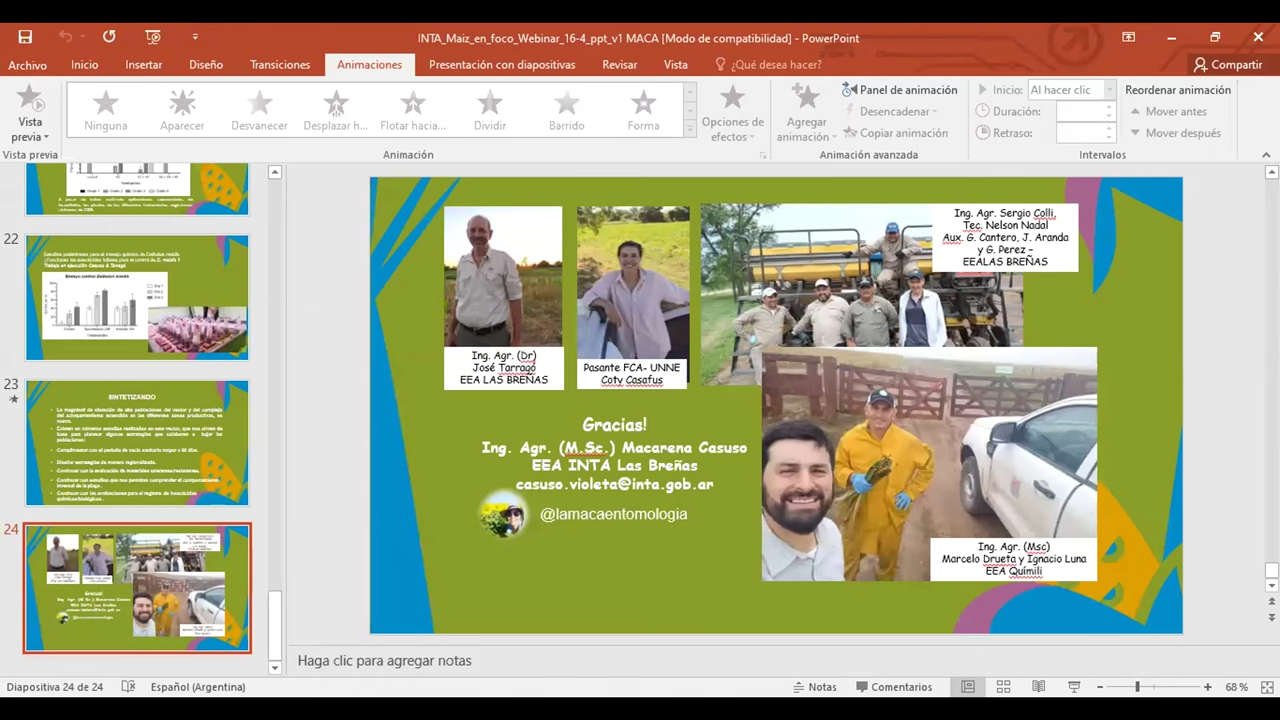 INTA_Maiz_en_foco_Webinar_16-4_ppt_v1 MACA [Modo de compatibilidad] - PowerPoint
Archivo
Inicio
Insertar
Diseño
Transiciones
Animaciones
Presentación con diapositivas
Revisar
Vista
¿Qué desea hacer?
Compartir
Vista previa
Ninguna
Aparecer
Desvanecer
Desplazar h...
Flotar hacia...
Dividir
Barrido
Forma
Opciones de efectos
Agregar animación
Panel de animación
Desencadenar
Copiar animación
Inicio: Al hacer clic
Duración:
Retraso:
Reordenar animación
Mover antes
Mover después
Vista previa
Animación
Animación avanzada
Intervalos
22
23
SINTETIZANDO
24
Ing. Agr. (Dr)
José Tarragó
EEA LAS BREÑAS
Pasante FCA- UNNE
Coty Casafus
Ing. Agr. Sergio Colli,
Tec. Nelson Nadal
Aux. G. Cantero, J. Aranda
y G. Perez –
EEALAS BREÑAS
Gracias!
Ing. Agr. (M.Sc.) Macarena Casuso
EEA INTA Las Breñas
casuso.violeta@inta.gob.ar
@lamacaentomologia
Ing. Agr. (Msc)
Marcelo Drueta y Ignacio Luna
EEA Químili
Haga clic para agregar notas
Diapositiva 24 de 24
Español (Argentina)
Notas
Comentarios
68 %